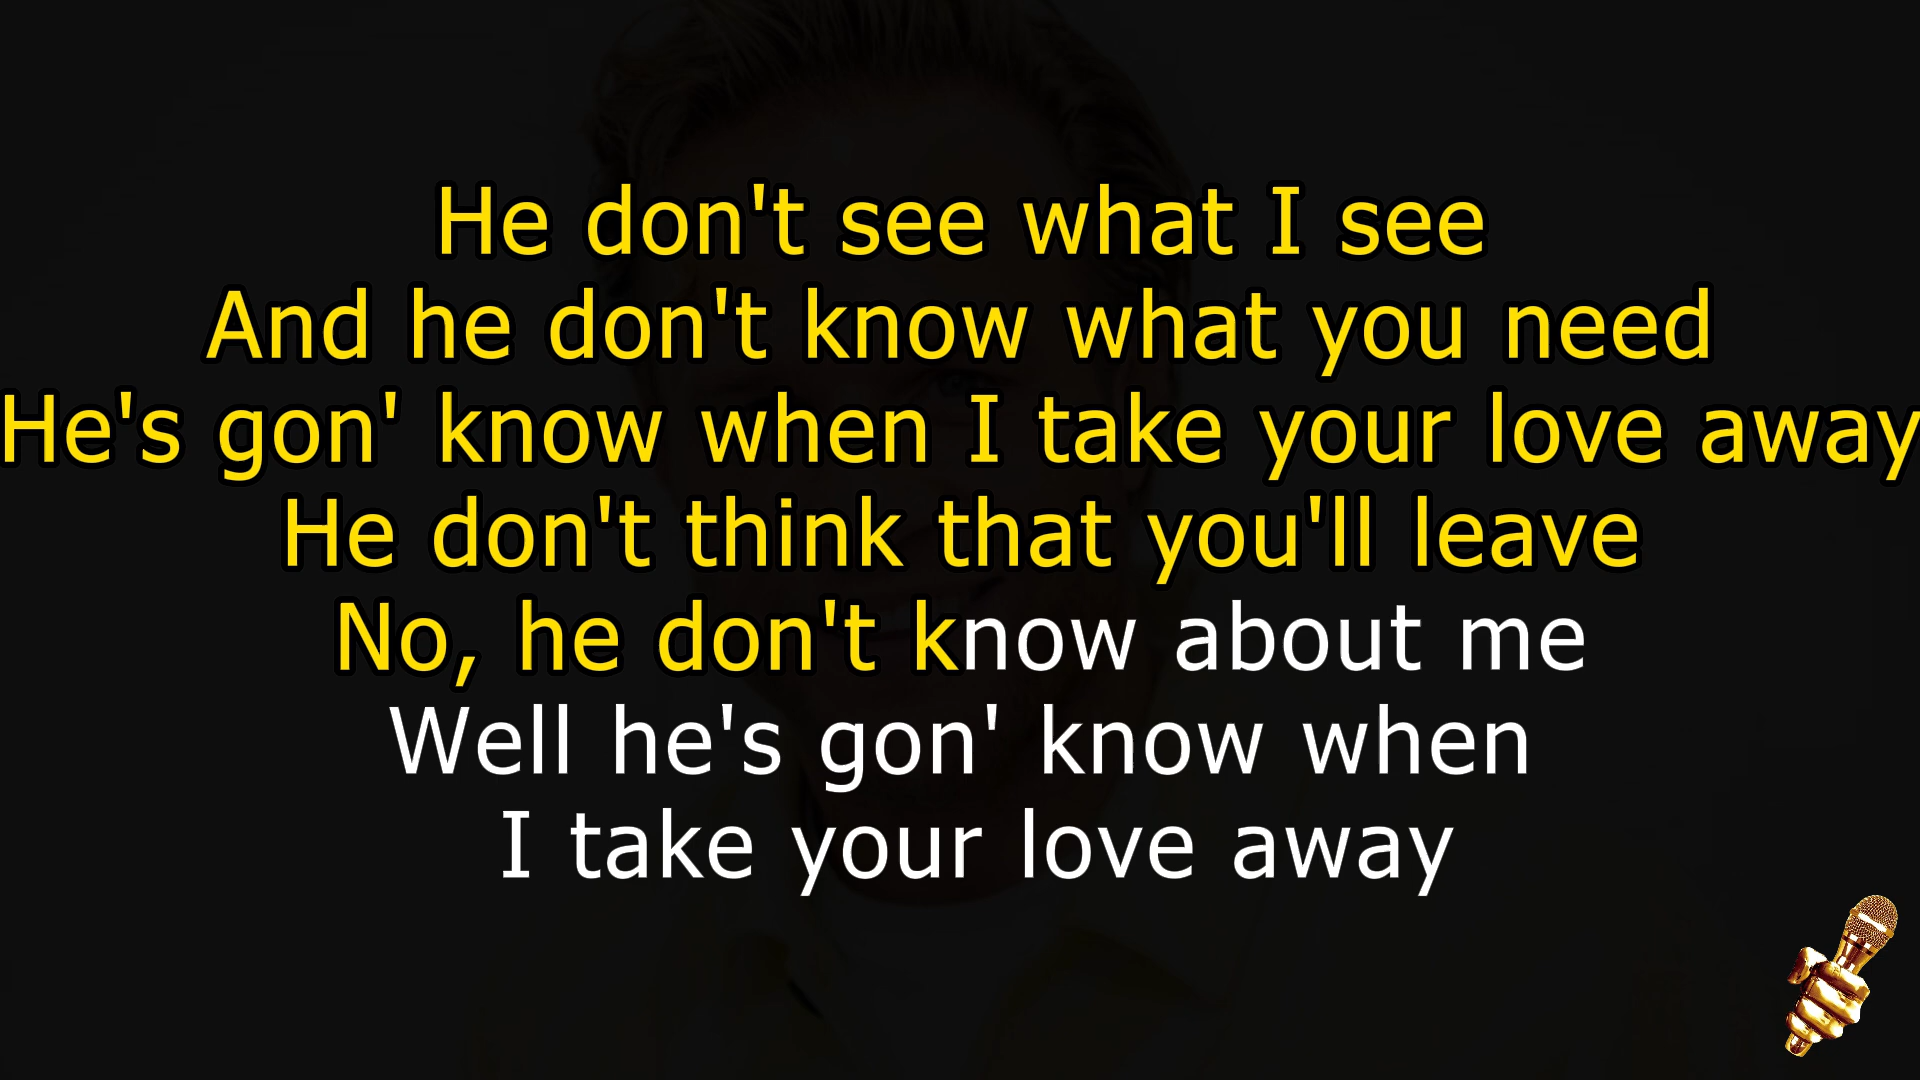 He don't see what I see
And he don't know what you need
He's gon' know when I take your love away
He don't think that you'll leave
No, he don't know about me
Well he's gon' know when
I take your love away